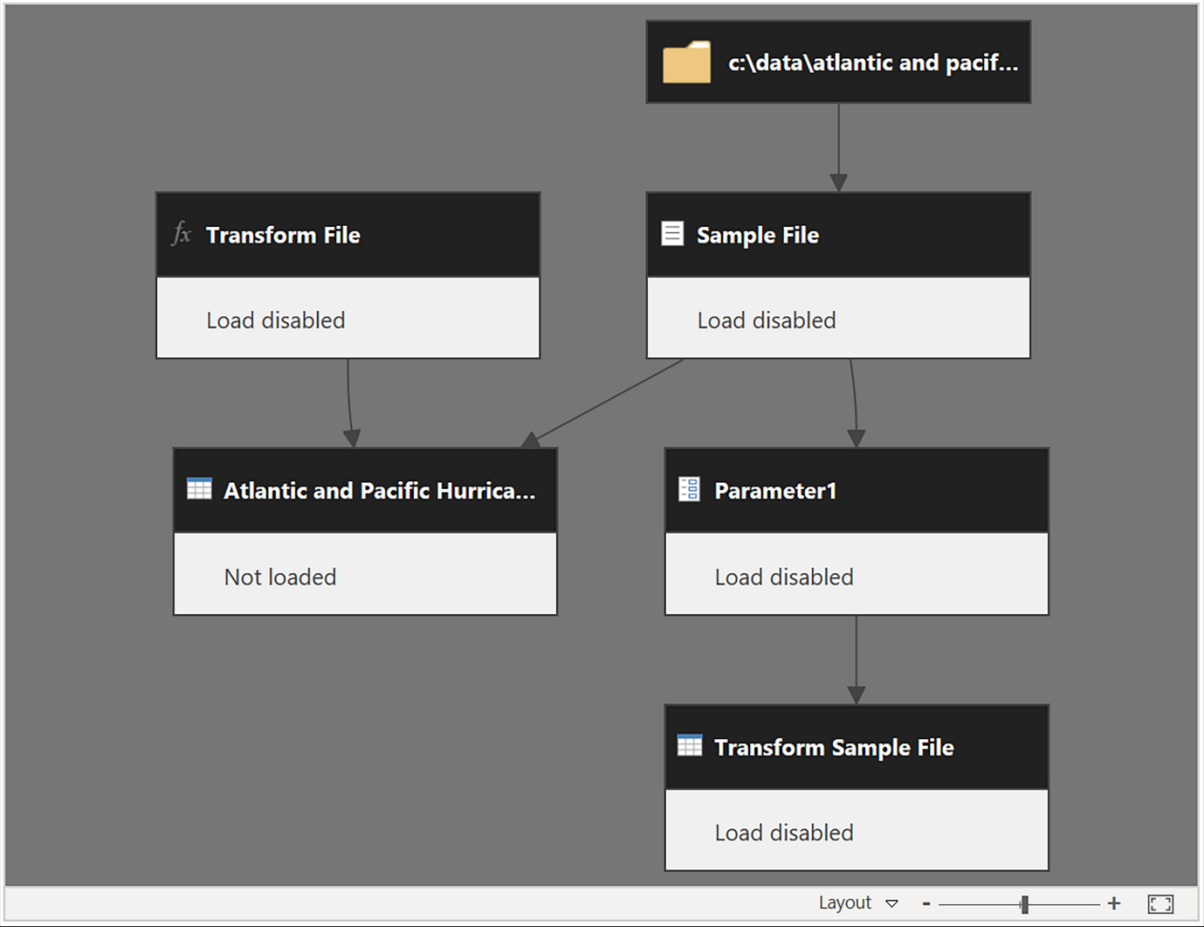 c:\data\atlantic and pacif...
fx Transform File
Load disabled
Sample File
Load disabled
Atlantic and Pacific Hurrica...
Not loaded
Parameter1
Load disabled
Transform Sample File
Load disabled
Layout - +